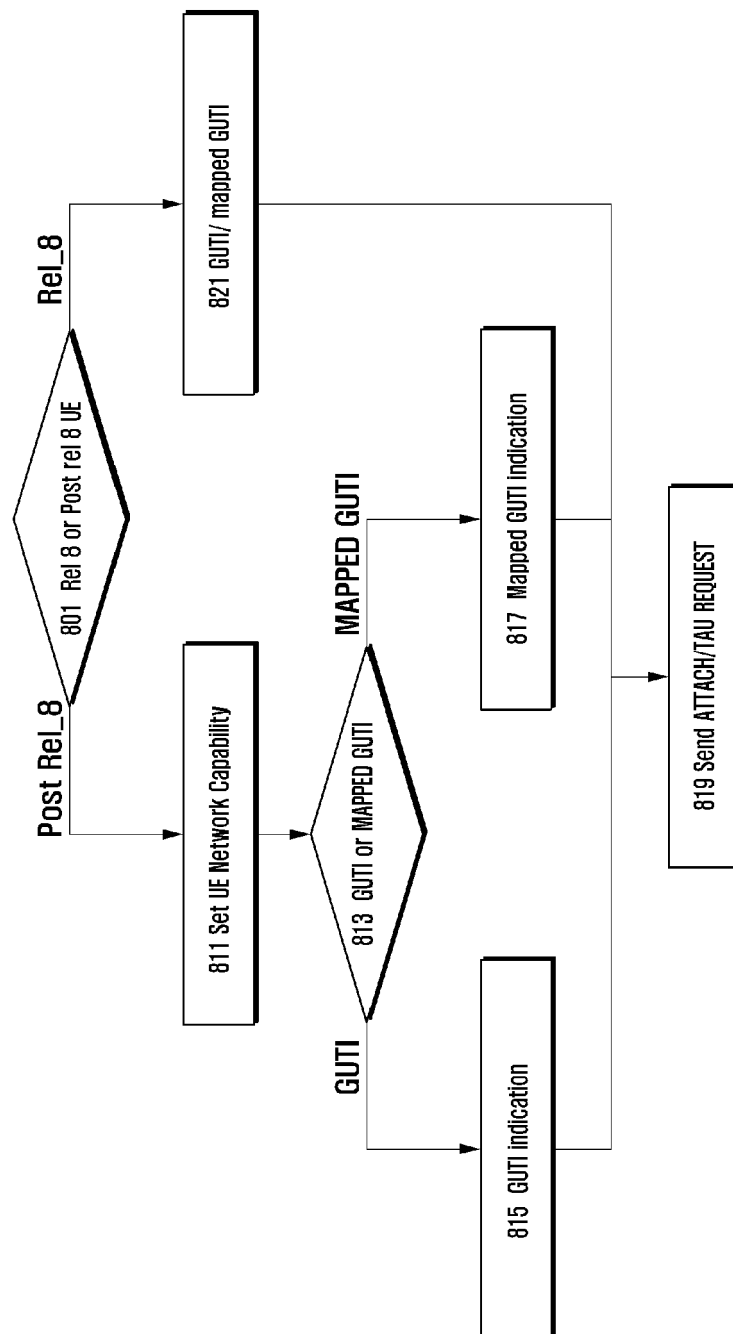 801 Rel 8 or Post rel 8 UE
Post Rel_8
Rel_8
811 Set UE Network Capability
821 GUTI/ mapped GUTI
813 GUTI or MAPPED GUTI
GUTI
MAPPED GUTI
815 GUTI indication
817 Mapped GUTI indication
819 Send ATTACH/TAU REQUEST